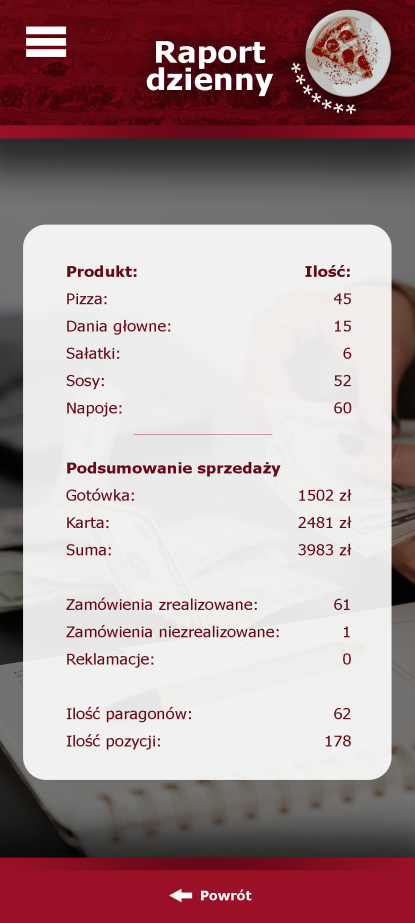 Raport
dzienny
*******
Produkt: Ilość:
Pizza: 45
Dania głowne: 15
Sałatki: 6
Sosy: 52
Napoje: 60
Podsumowanie sprzedaży
Gotówka: 1502 zł
Karta: 2481 zł
Suma: 3983 zł
Zamówienia zrealizowane: 61
Zamówienia niezrealizowane: 1
Reklamacje: 0
Ilość paragonów: 62
Ilość pozycji: 178
Powrót